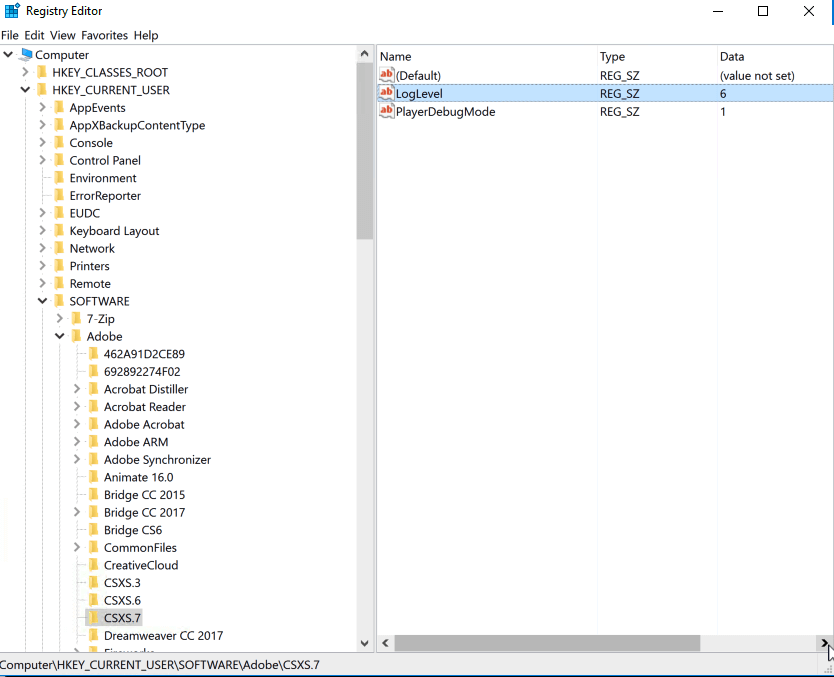 Registry Editor
File Edit View Favorites Help
Computer
HKEY_CLASSES_ROOT
HKEY_CURRENT_USER
AppEvents
AppXBackupContentType
Console
Control Panel
Environment
ErrorReporter
EUDC
Keyboard Layout
Network
Printers
Remote
SOFTWARE
7-Zip
Adobe
462A91D2CE89
692892274F02
Acrobat Distiller
Acrobat Reader
Adobe Acrobat
Adobe ARM
Adobe Synchronizer
Animate 16.0
Bridge CC 2015
Bridge CC 2017
Bridge CS6
CommonFiles
CreativeCloud
CSXS.3
CSXS.6
CSXS.7
Dreamweaver CC 2017
Name Type Data
ab (Default) REG_SZ (value not set)
ab LogLevel REG_SZ 6
ab PlayerDebugMode REG_SZ 1
Computer\HKEY_CURRENT_USER\SOFTWARE\Adobe\CSXS.7